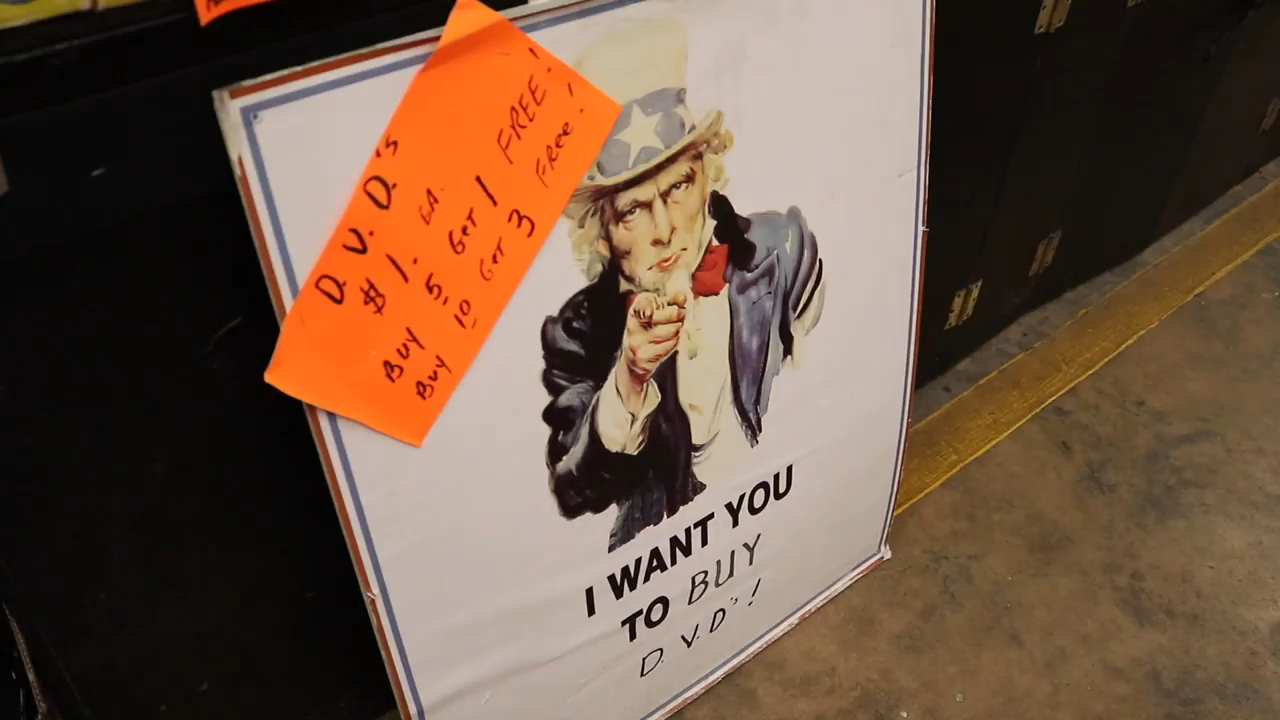 D. V. D.'s
$1. EA.
BUY 5 GET 1 FREE!
BUY 10 GET 3 FREE!
I WANT YOU
TO BUY
D. V. D's!